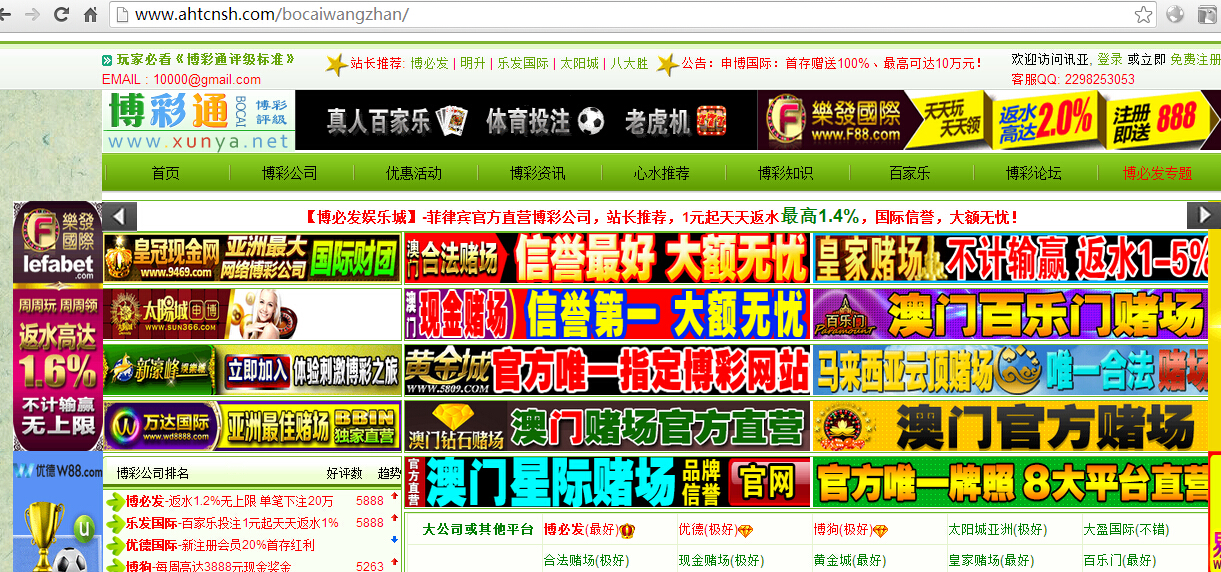 www.ahtcnsh.com/bocaiwangzhan/
玩家必看《博彩通评级标准》
站长推荐: 博必发 | 明升 | 乐发国际 | 太阳城 | 八大胜
公告：申博国际：首存赠送100%、最高可达10万元！
欢迎访问讯亚, 登录 或立即 免费注册
EMAIL：10000@gmail.com
客服QQ: 2298253053
博彩通 BOCAI 博彩評級
www.xunya.net
真人百家乐 体育投注 老虎机
樂發國際 www.F88.com 天天玩 天天领 返水高达2.0% 注册即送 888
首页 博彩公司 优惠活动 博彩资讯 心水推荐 博彩知识 百家乐 博彩论坛 博必发专题
【博必发娱乐城】-菲律宾官方直营博彩公司，站长推荐，1元起天天返水最高1.4%，国际信誉，大额无忧！
樂發國際
lefabet.com
周周玩 周周领
返水高达
1.6%
不计输赢
无上限
皇冠现金网 www.9469.com 亚洲最大网络博彩公司 国际财团
澳门合法赌场 信誉最好 大额无忧
皇家赌场 不计输赢 返水1-5%
太陽城 申博 www.sun366.com
澳门现金赌场 信誉第一 大额无忧
百乐门 Paramount 澳门百乐门赌场
新濠峰 立即加入 体验刺激博彩之旅
黄金城 www.5809.com 官方唯一指定博彩网站
马来西亚云顶赌场 唯一合法 赌场
万达国际 www.wd8888.com 亚洲最佳赌场 BBIN 独家直营
澳门钻石赌场 澳门赌场官方直营
澳门官方赌场
官方直营 澳门星际赌场 品牌信誉 官网
官方唯一牌照 8大平台直营
优德W88.com
博彩公司排名 好评数 趋势
博必发-返水1.2%无上限 单笔下注20万 5888
乐发国际-百家乐投注1元起天天返水1% 5888
优德国际-新注册会员20%首存红利
博狗-每周高达3888元现金奖金 5263
大公司或其他平台 博必发(最好) 优德(极好) 博狗(极好) 太阳城亚洲(极好) 大盈国际(不错)
合法赌场(极好) 现金赌场(极好) 黄金城(最好) 皇家赌场(最好) 百乐门(最好)